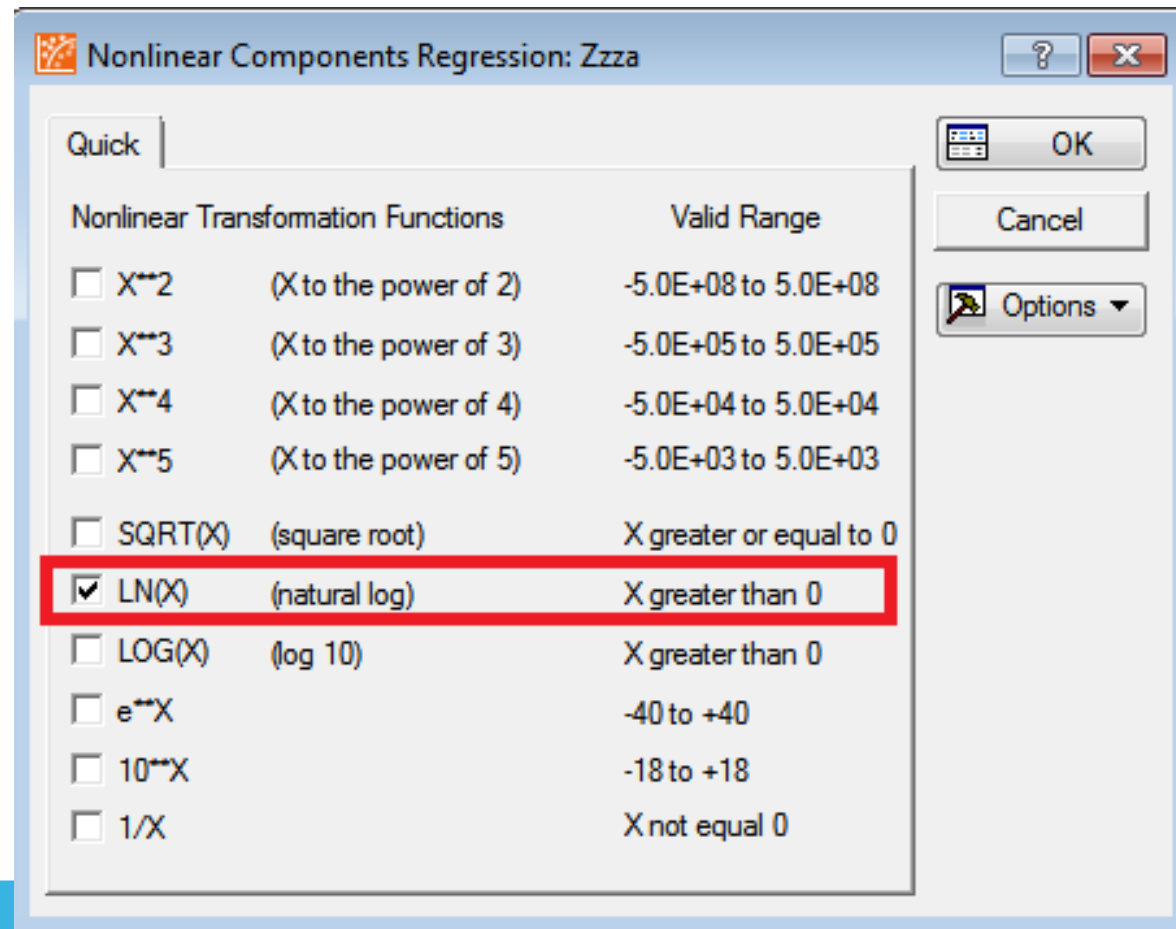 Nonlinear Components Regression: Zzza
Quick
OK
Nonlinear Transformation Functions Valid Range
Cancel
X**2 (X to the power of 2) -5.0E+08 to 5.0E+08
Options
X**3 (X to the power of 3) -5.0E+05 to 5.0E+05
X**4 (X to the power of 4) -5.0E+04 to 5.0E+04
X**5 (X to the power of 5) -5.0E+03 to 5.0E+03
SQRT(X) (square root) X greater or equal to 0
LN(X) (natural log) X greater than 0
LOG(X) (log 10) X greater than 0
e**X -40 to +40
10**X -18 to +18
1/X X not equal 0